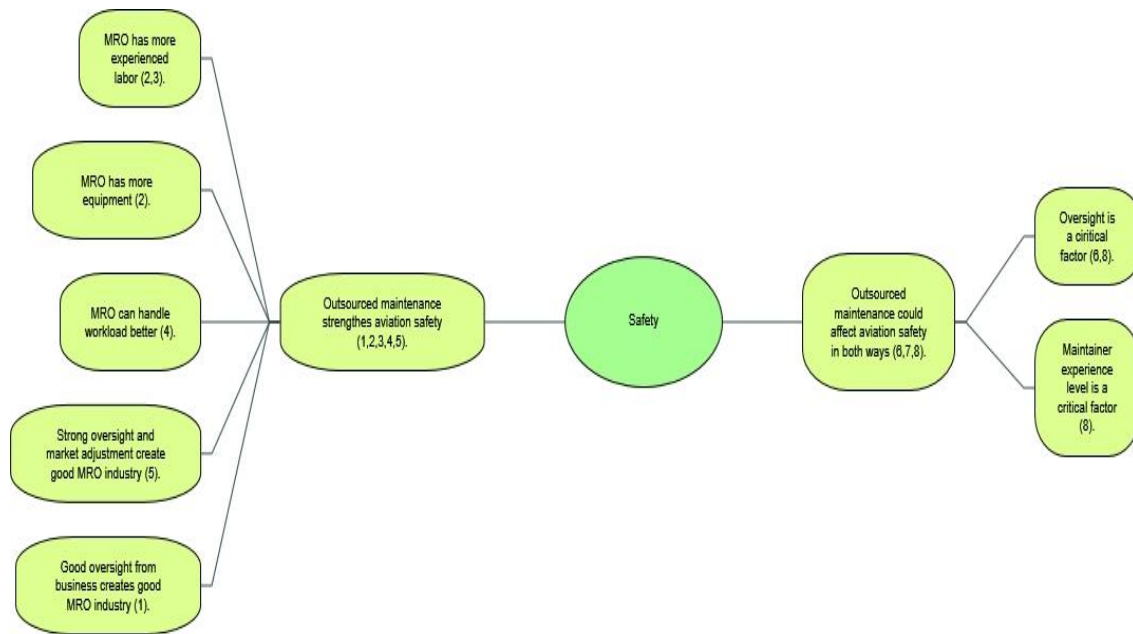 MRO has more
experienced
labor (2,3).
MRO has more
equipment (2).
MRO can handle
workload better (4).
Strong oversight and
market adjustment create
good MRO industry (5).
Good oversight from
business creates good
MRO industry (1).
Outsourced maintenance
strengthes aviation safety
(1,2,3,4,5).
Safety
Outsourced
maintenance could
affect aviation safety
in both ways (6,7,8).
Oversight is
a ciritical
factor (6,8).
Maintainer
experience
level is a
critical factor
(8).